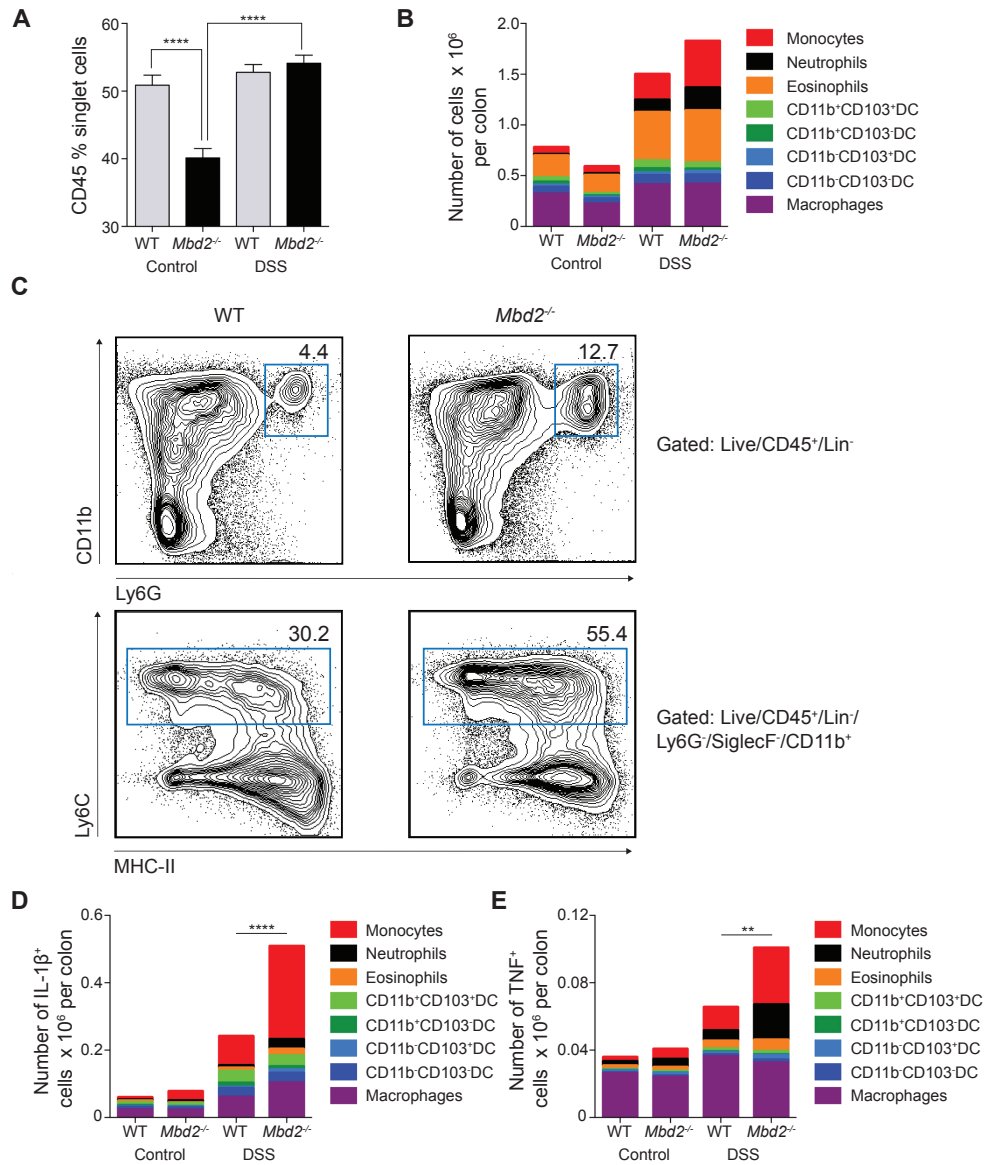 A
CD45 % singlet cells
60
50
40
30
****
****
WT
Mbd2⁻/⁻
WT
Mbd2⁻/⁻
Control
DSS
B
Number of cells x 10⁶
per colon
2.0
1.5
1.0
0.5
0
WT
Mbd2⁻/⁻
WT
Mbd2⁻/⁻
Control
DSS
Monocytes
Neutrophils
Eosinophils
CD11b⁺CD103⁺DC
CD11b⁺CD103⁻DC
CD11b⁻CD103⁺DC
CD11b⁻CD103⁻DC
Macrophages
C
WT
Mbd2⁻/⁻
4.4
12.7
Gated: Live/CD45⁺/Lin⁻
CD11b
Ly6G
30.2
55.4
Gated: Live/CD45⁺/Lin⁻/
Ly6G⁻/SiglecF⁻/CD11b⁺
Ly6C
MHC-II
D
Number of IL-1β⁺
cells x 10⁶ per colon
0.6
0.4
0.2
0
****
WT
Mbd2⁻/⁻
WT
Mbd2⁻/⁻
Control
DSS
Monocytes
Neutrophils
Eosinophils
CD11b⁺CD103⁺DC
CD11b⁺CD103⁻DC
CD11b⁻CD103⁺DC
CD11b⁻CD103⁻DC
Macrophages
E
Number of TNF⁺
cells x 10⁶ per colon
0.12
0.08
0.04
0
**
WT
Mbd2⁻/⁻
WT
Mbd2⁻/⁻
Control
DSS
Monocytes
Neutrophils
Eosinophils
CD11b⁺CD103⁺DC
CD11b⁺CD103⁻DC
CD11b⁻CD103⁺DC
CD11b⁻CD103⁻DC
Macrophages